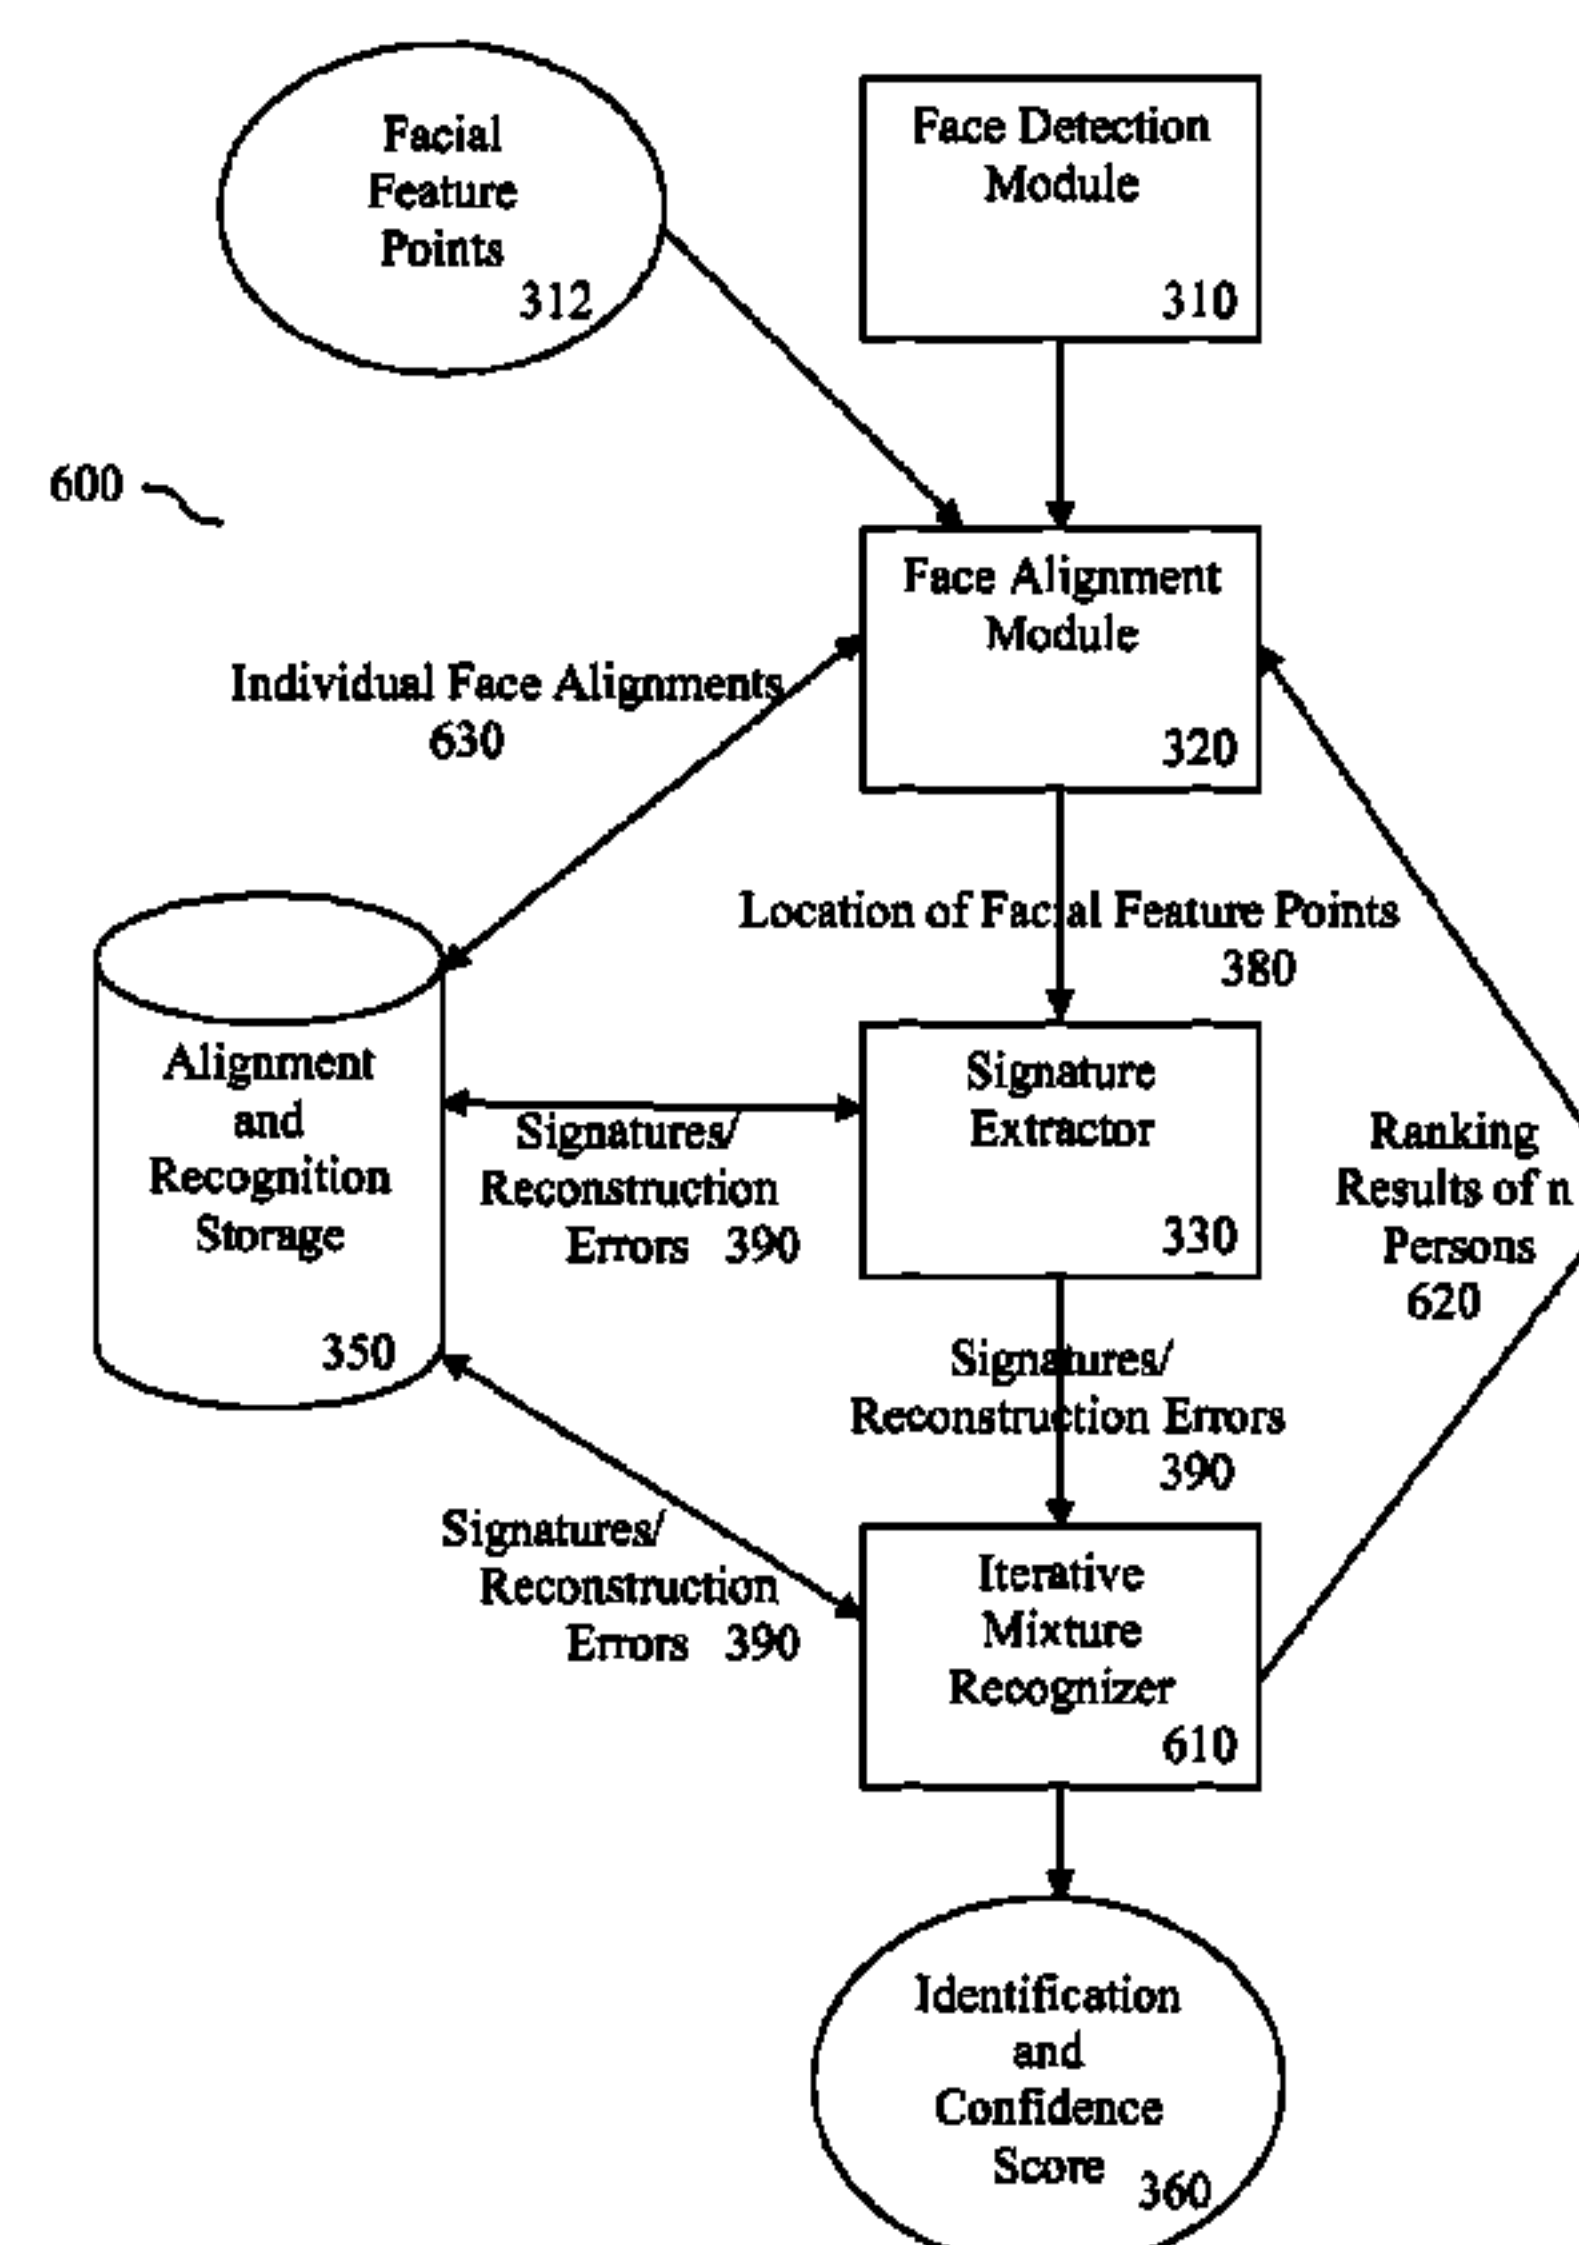 Facial
Feature
Points
312
Face Detection
Module
310
600
Face Alignment
Module
320
Individual Face Alignments
630
Location of Facial Feature Points
380
Alignment
and
Recognition
Storage
350
Signatures/
Reconstruction
Errors 390
Signature
Extractor
330
Ranking
Results of n
Persons
620
Signatures/
Reconstruction Errors
390
Signatures/
Reconstruction
Errors 390
Iterative
Mixture
Recognizer
610
Identification
and
Confidence
Score
360